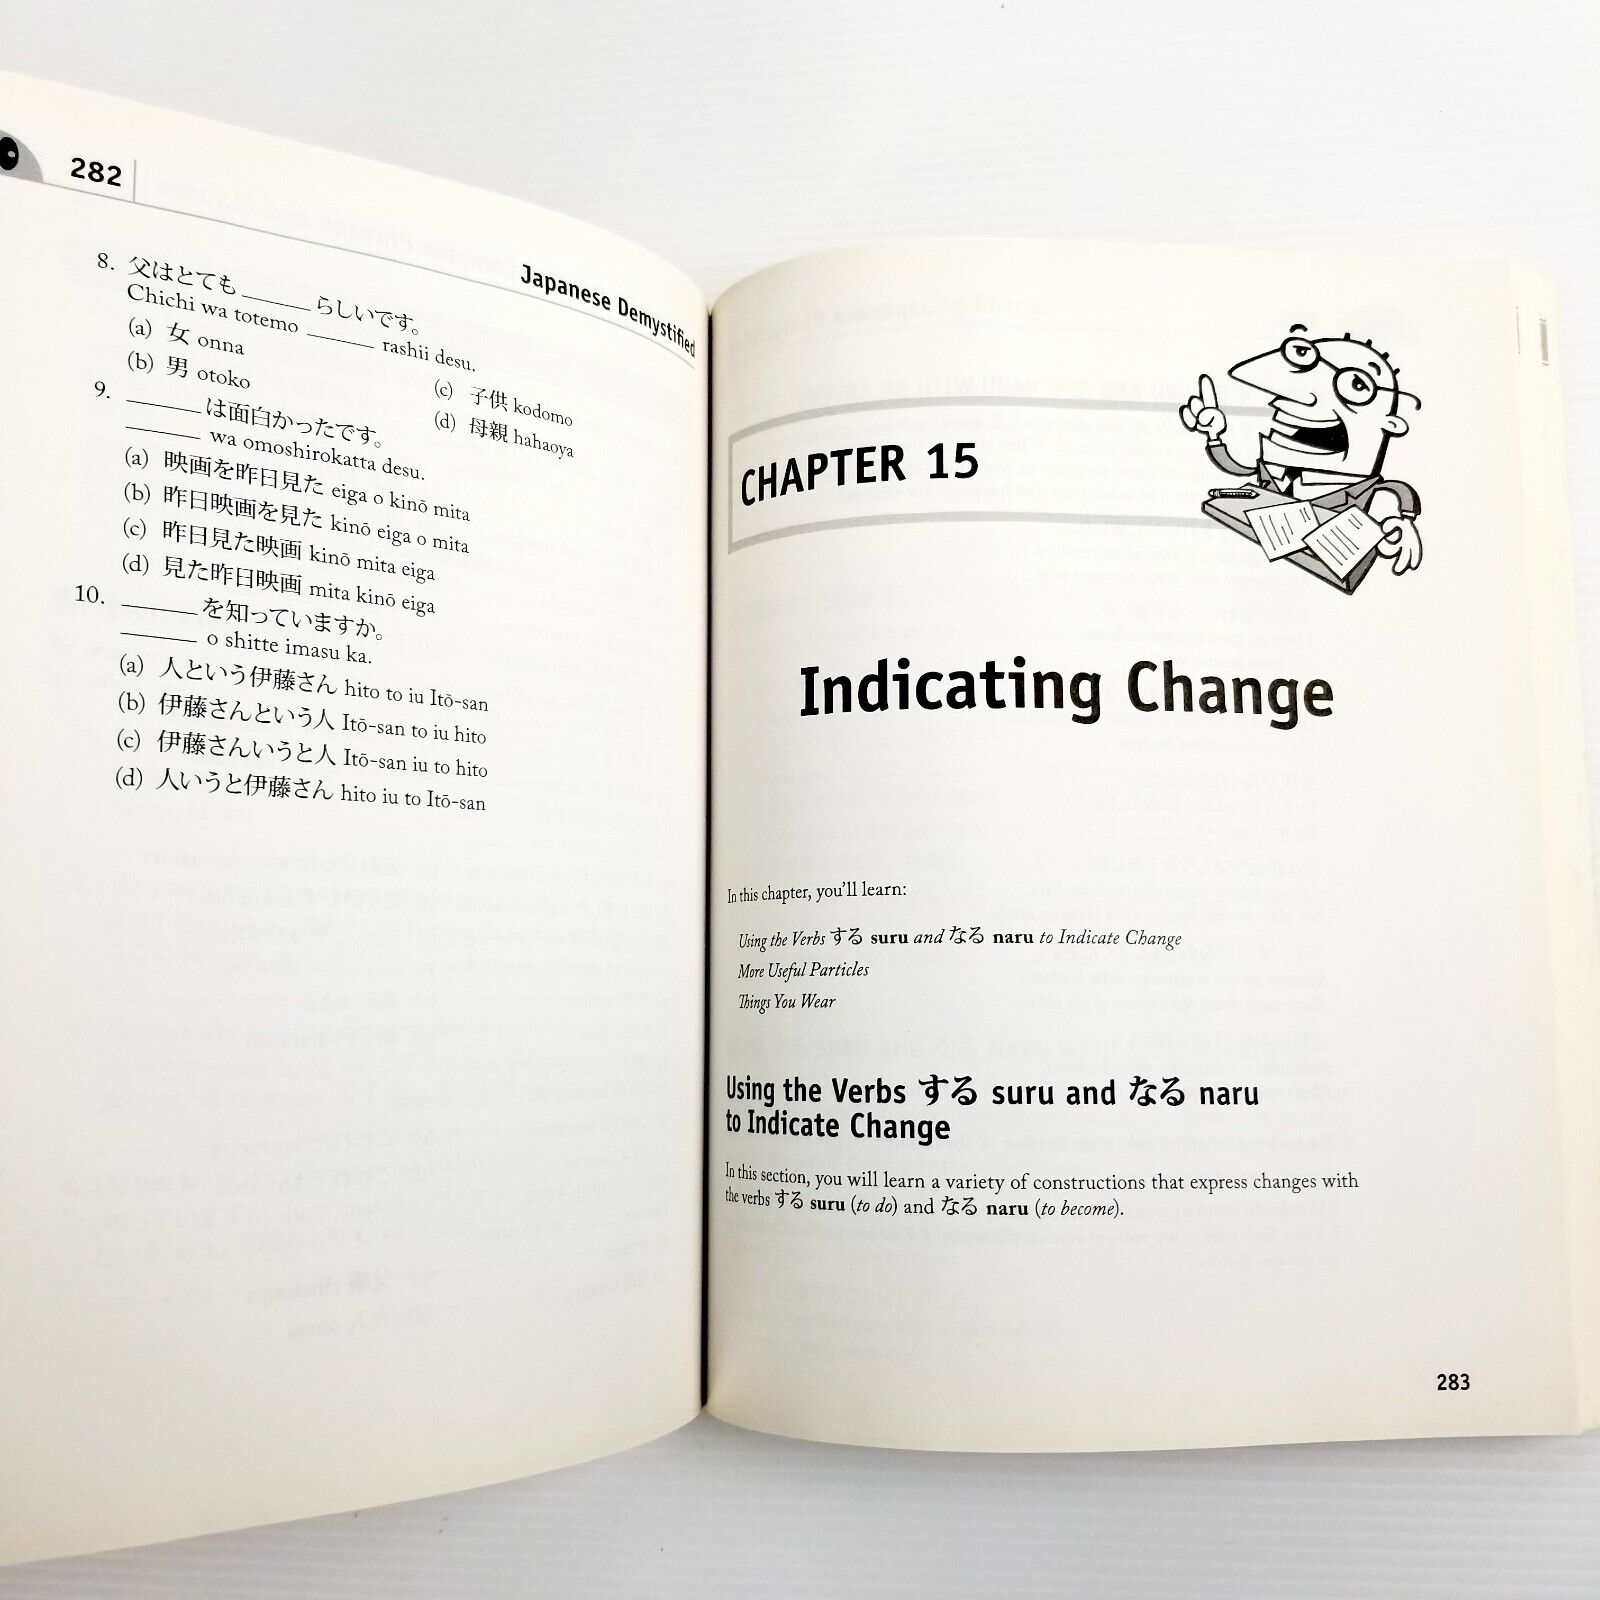 282
Japanese Demystified
8. 父はとても ______ らしいです。
Chichi wa totemo ______ rashii desu.
(a) 女 onna
(b) 男 otoko
(c) 子供 kodomo
(d) 母親 hahaoya
9. ______ は面白かったです。
______ wa omoshirokatta desu.
(a) 映画を昨日見た eiga o kinō mita
(b) 昨日映画を見た kinō eiga o mita
(c) 昨日見た映画 kinō mita eiga
(d) 見た昨日映画 mita kinō eiga
10. ______ を知っていますか。
______ o shitte imasu ka.
(a) 人という伊藤さん hito to iu Itō-san
(b) 伊藤さんという人 Itō-san to iu hito
(c) 伊藤さんいうと人 Itō-san iu to hito
(d) 人いうと伊藤さん hito iu to Itō-san
CHAPTER 15
Indicating Change
In this chapter, you'll learn:
Using the Verbs する suru and なる naru to Indicate Change
More Useful Particles
Things You Wear
Using the Verbs する suru and なる naru
to Indicate Change
In this section, you will learn a variety of constructions that express changes with
the verbs する suru (to do) and なる naru (to become).
283